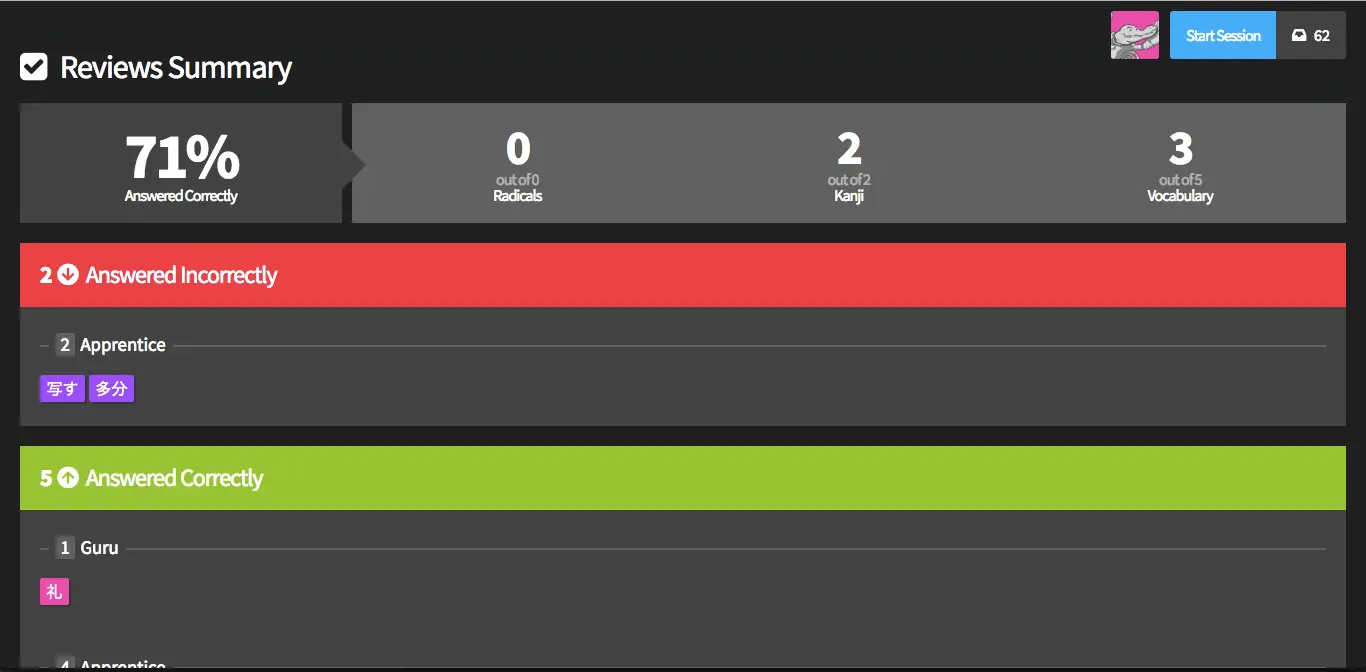 Start Session 62
Reviews Summary
71%
Answered Correctly
0
out of 0
Radicals
2
out of 2
Kanji
3
out of 5
Vocabulary
2 Answered Incorrectly
2 Apprentice
写す 多分
5 Answered Correctly
1 Guru
礼
4 Apprentice